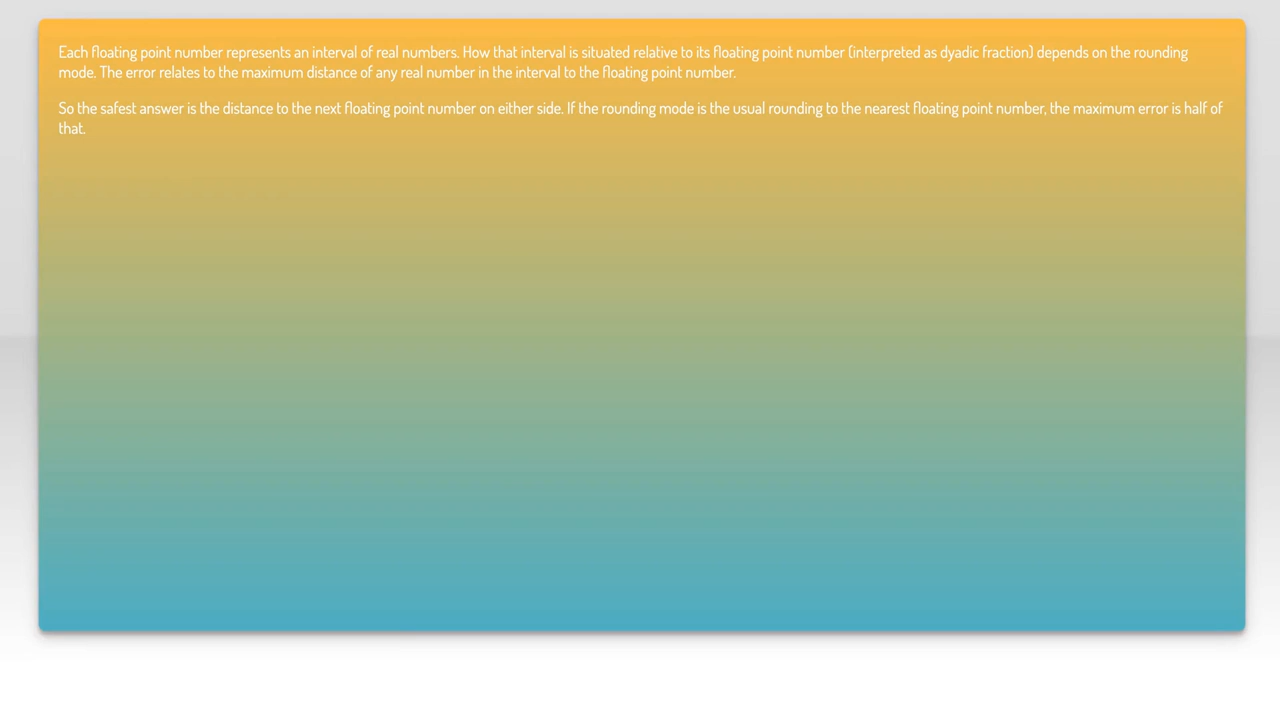 Each floating point number represents an interval of real numbers. How that interval is situated relative to its floating point number (interpreted as dyadic fraction) depends on the rounding
mode. The error relates to the maximum distance of any real number in the interval to the floating point number.
So the safest answer is the distance to the next floating point number on either side. If the rounding mode is the usual rounding to the nearest floating point number, the maximum error is half of
that.